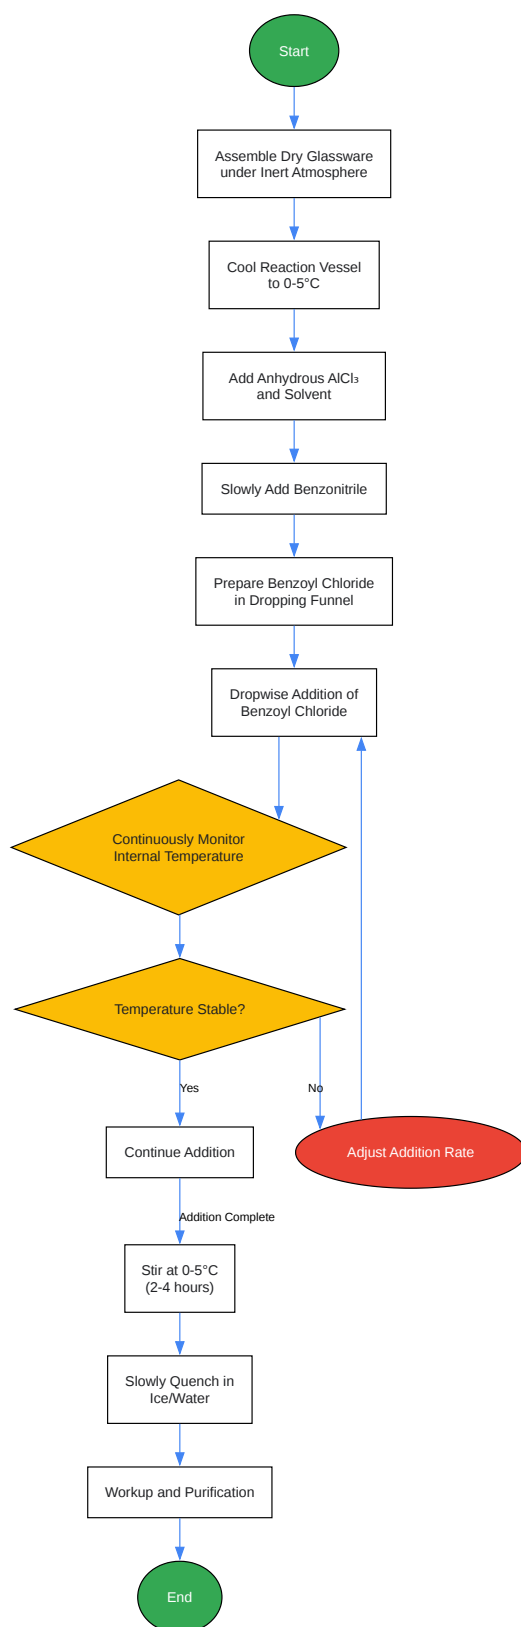 Start
Assemble Dry Glassware
under Inert Atmosphere
Cool Reaction Vessel
to 0-5°C
Add Anhydrous AlCl₃
and Solvent
Slowly Add Benzonitrile
Prepare Benzoyl Chloride
in Dropping Funnel
Dropwise Addition of
Benzoyl Chloride
Continuously Monitor
Internal Temperature
Temperature Stable?
Yes
No
Continue Addition
Adjust Addition Rate
Addition Complete
Stir at 0-5°C
(2-4 hours)
Slowly Quench in
Ice/Water
Workup and Purification
End